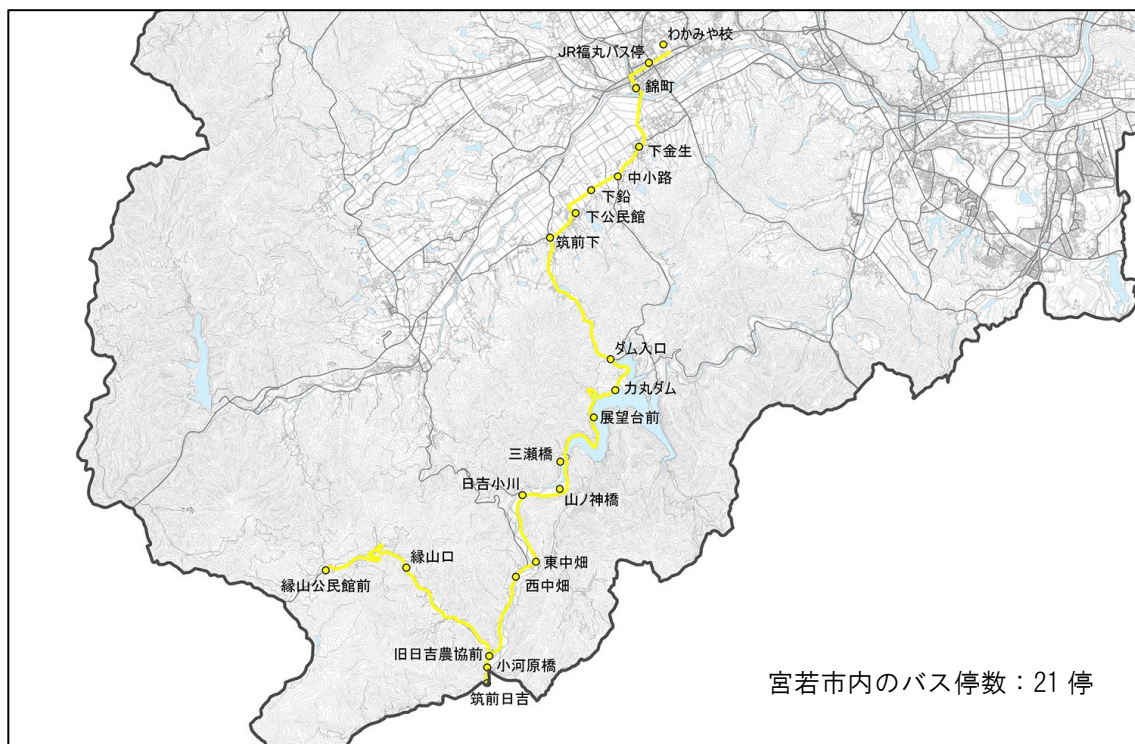 わかみや校
JR福丸バス停
錦町
下金生
中小路
下鉛
下公民館
筑前下
ダム入口
力丸ダム
展望台前
三瀬橋
日吉小川
山ノ神橋
東中畑
西中畑
縁山口
縁山公民館前
旧日吉農協前
小河原橋
筑前日吉
宮若市内のバス停数：21 停